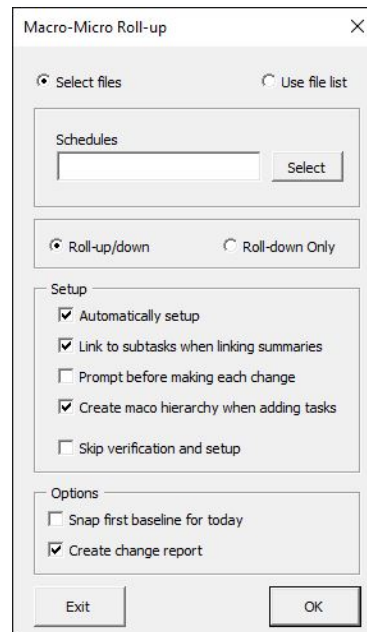 Macro-Micro Roll-up
Select files Use file list
Schedules
Select
Roll-up/down Roll-down Only
Setup
Automatically setup
Link to subtasks when linking summaries
Prompt before making each change
Create maco hierarchy when adding tasks
Skip verification and setup
Options
Snap first baseline for today
Create change report
Exit OK